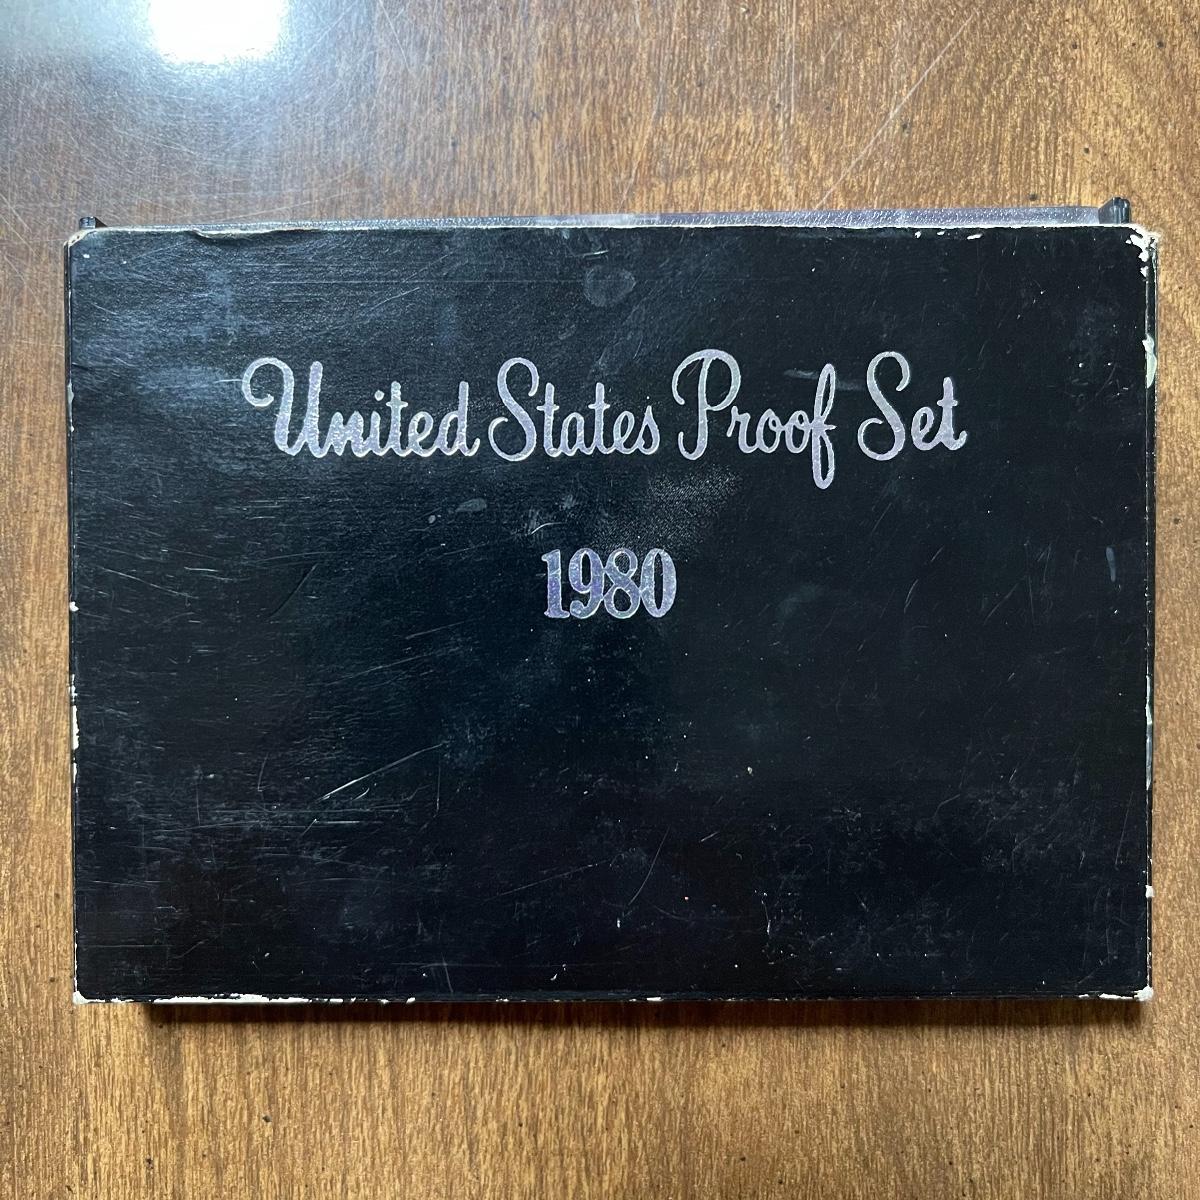 United States Proof Set
1980